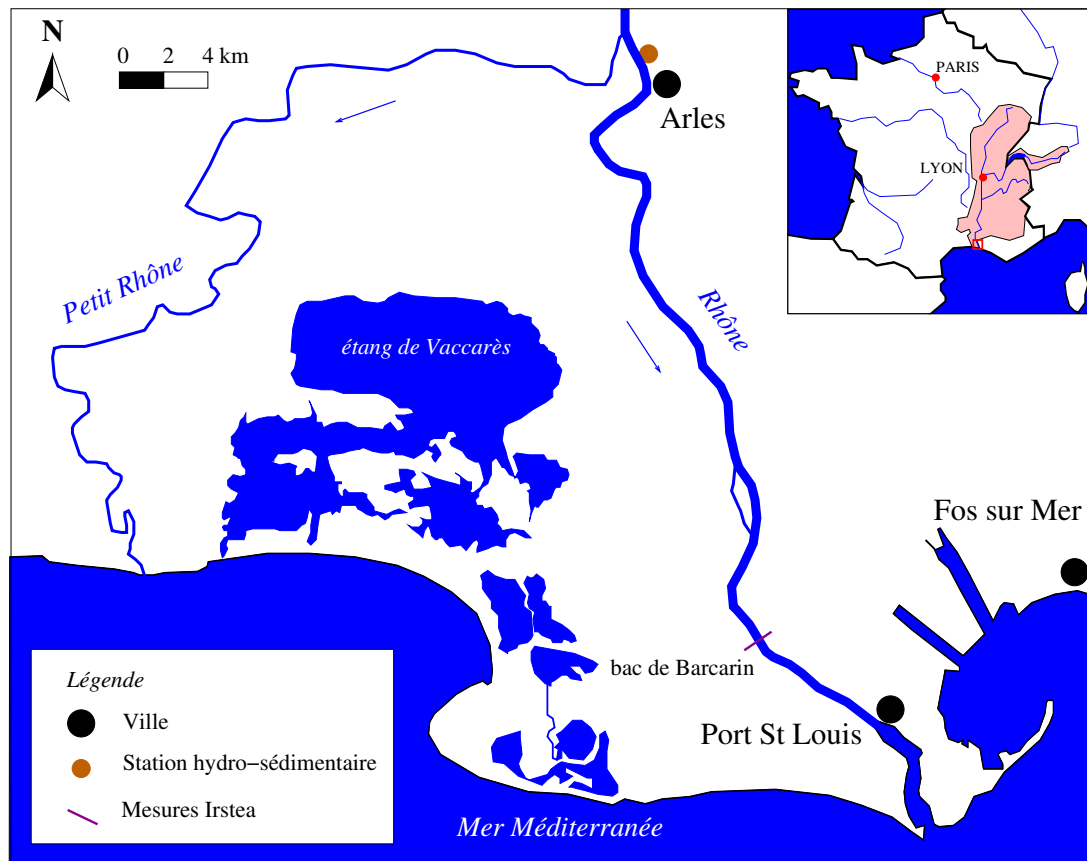 N
0 2 4 km
Arles
PARIS
LYON
Petit Rhône
Rhône
étang de Vaccarès
Fos sur Mer
bac de Barcarin
Port St Louis
Mer Méditerranée
Légende
Ville
Station hydro−sédimentaire
Mesures Irstea